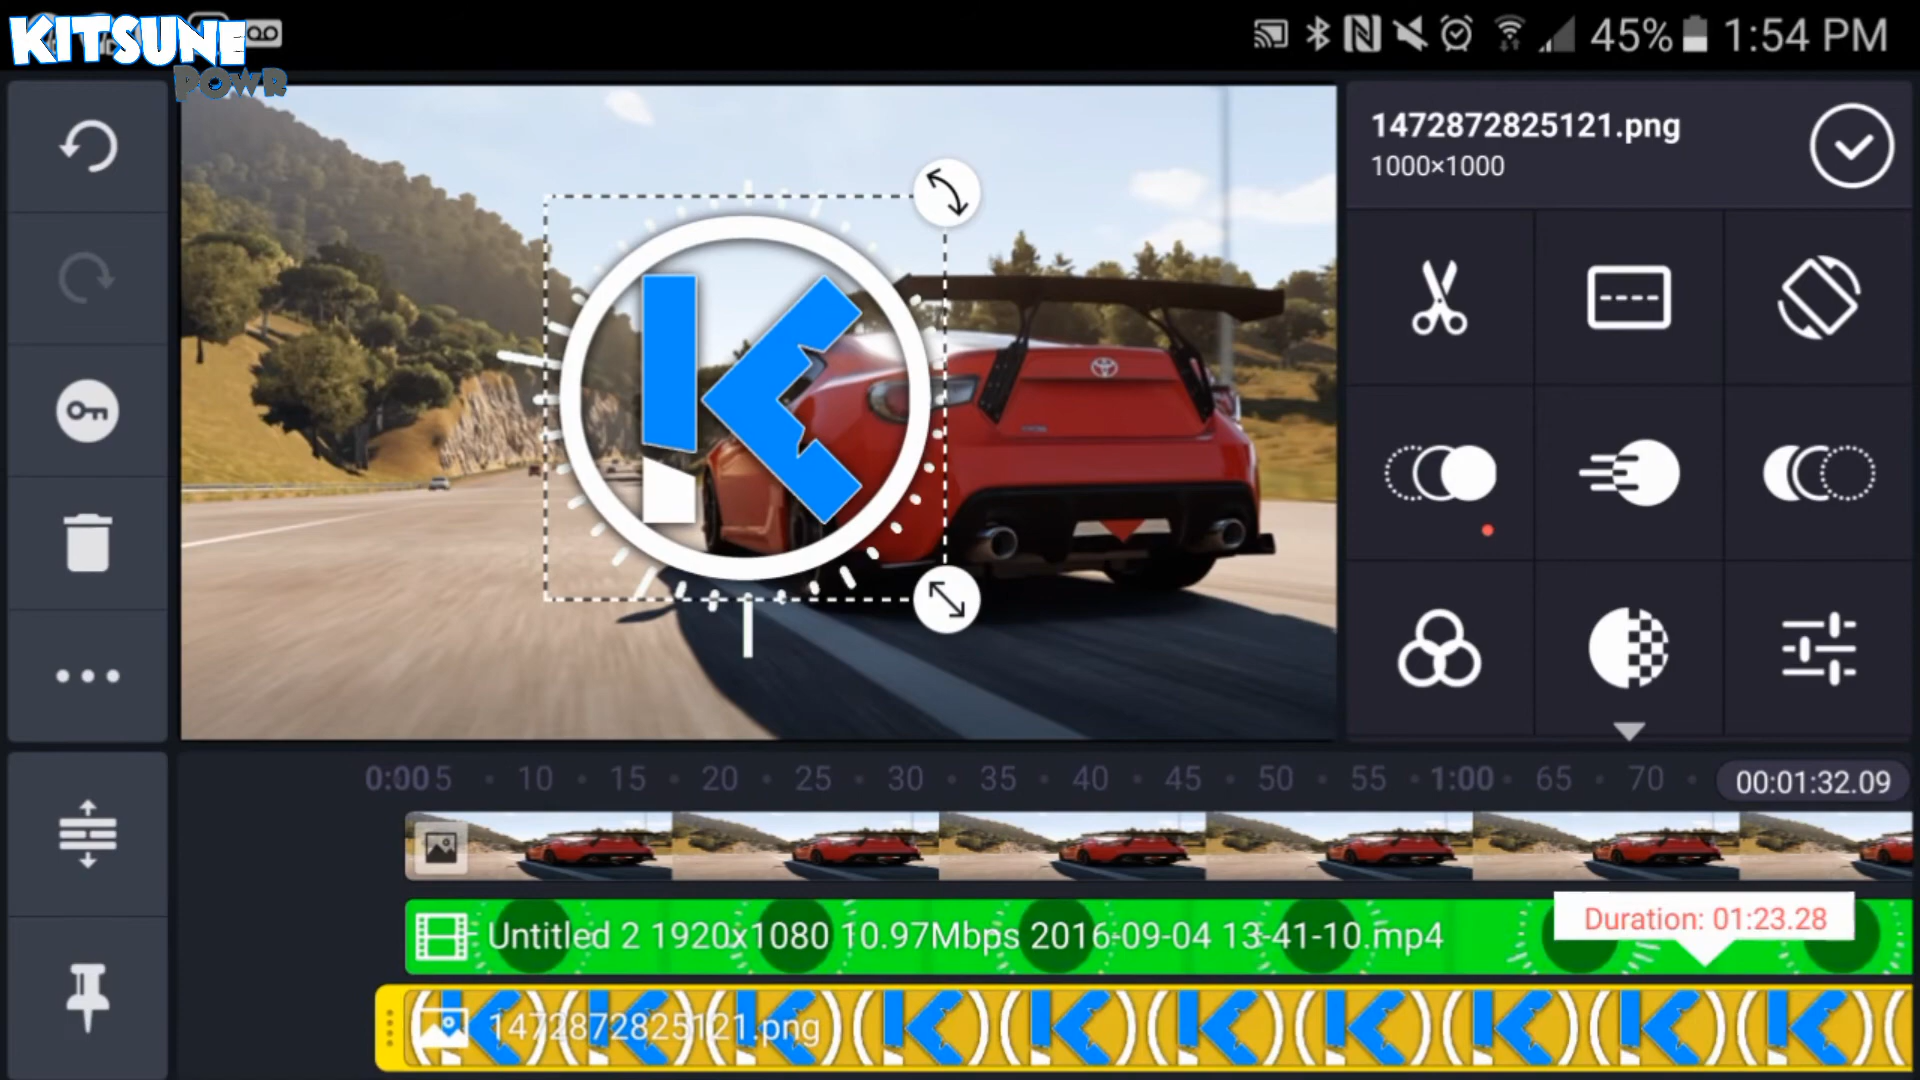 KITSUNE
POWR
45% 1:54 PM
1472872825121.png
1000×1000
0:00 5 10 15 20 25 30 35 40 45 50 55 1:00 65 70 00:01:32.09
Duration: 01:23.28
Untitled 2 1920x1080 10.97Mbps 2016-09-04 13-41-10.mp4
1472872825121.png